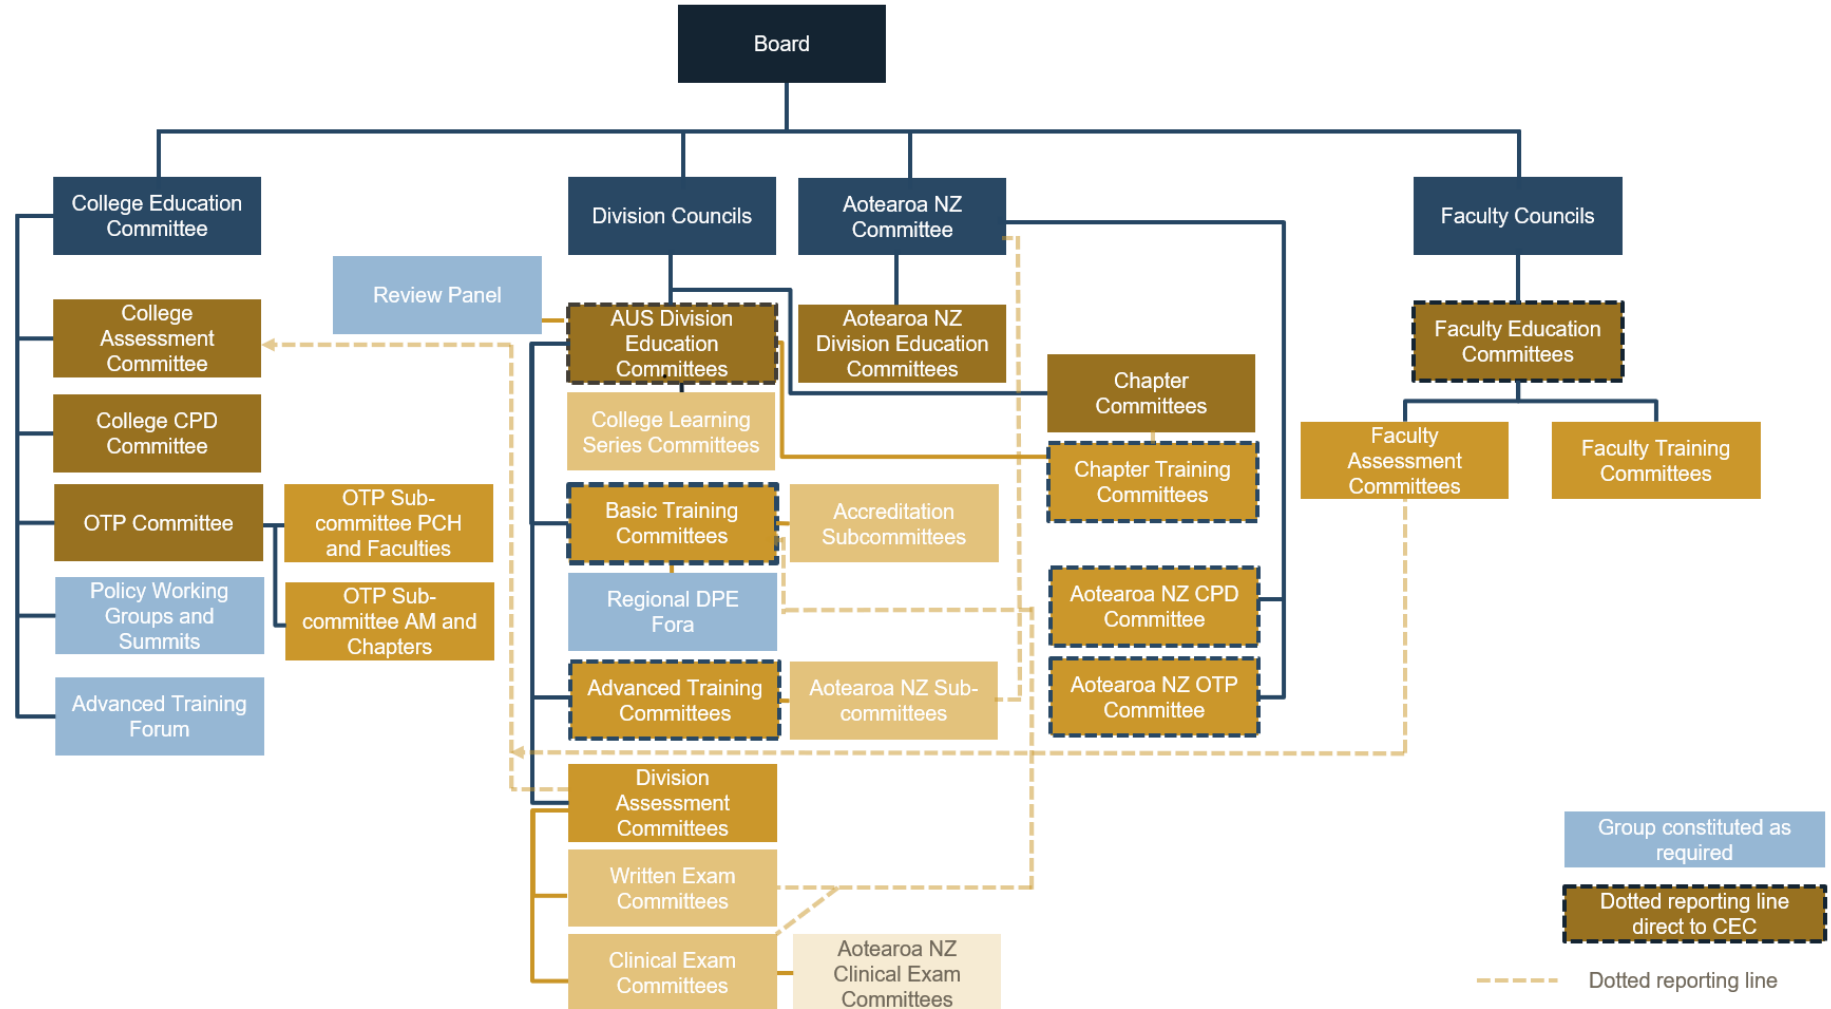 Board
College Education
Committee
Division Councils
Aotearoa NZ
Committee
Faculty Councils
Review Panel
College
Assessment
Committee
AUS Division
Education
Committees
Aotearoa NZ
Division Education
Committees
Faculty Education
Committees
Chapter
Committees
College CPD
Committee
College Learning
Series Committees
Faculty
Assessment
Committees
Faculty Training
Committees
Chapter Training
Committees
OTP Committee
OTP Sub-
committee PCH
and Faculties
Basic Training
Committees
Accreditation
Subcommittees
Policy Working
Groups and
Summits
OTP Sub-
committee AM and
Chapters
Regional DPE
Fora
Aotearoa NZ CPD
Committee
Advanced Training
Forum
Advanced Training
Committees
Aotearoa NZ Sub-
committees
Aotearoa NZ OTP
Committee
Division
Assessment
Committees
Written Exam
Committees
Clinical Exam
Committees
Aotearoa NZ
Clinical Exam
Committees
Group constituted as
required
Dotted reporting line
direct to CEC
Dotted reporting line